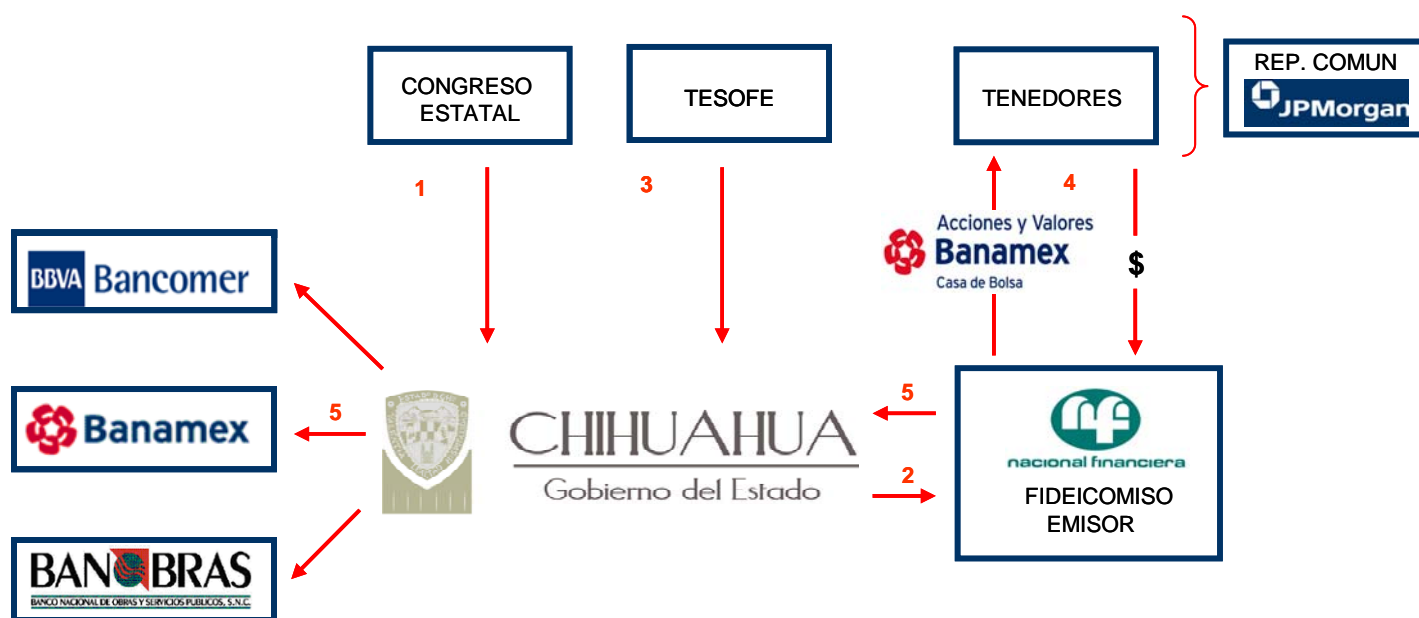 CONGRESO
ESTATAL
TESOFE
TENEDORES
REP. COMUN
JPMorgan
1
3
4
Acciones y Valores
Banamex
Casa de Bolsa
$
BBVA Bancomer
Banamex
5
CHIHUAHUA
Gobierno del Estado
5
2
nacional financiera
FIDEICOMISO
EMISOR
BANOBRAS
BANCO NACIONAL DE OBRAS Y SERVICIOS PUBLICOS, S.N.C.